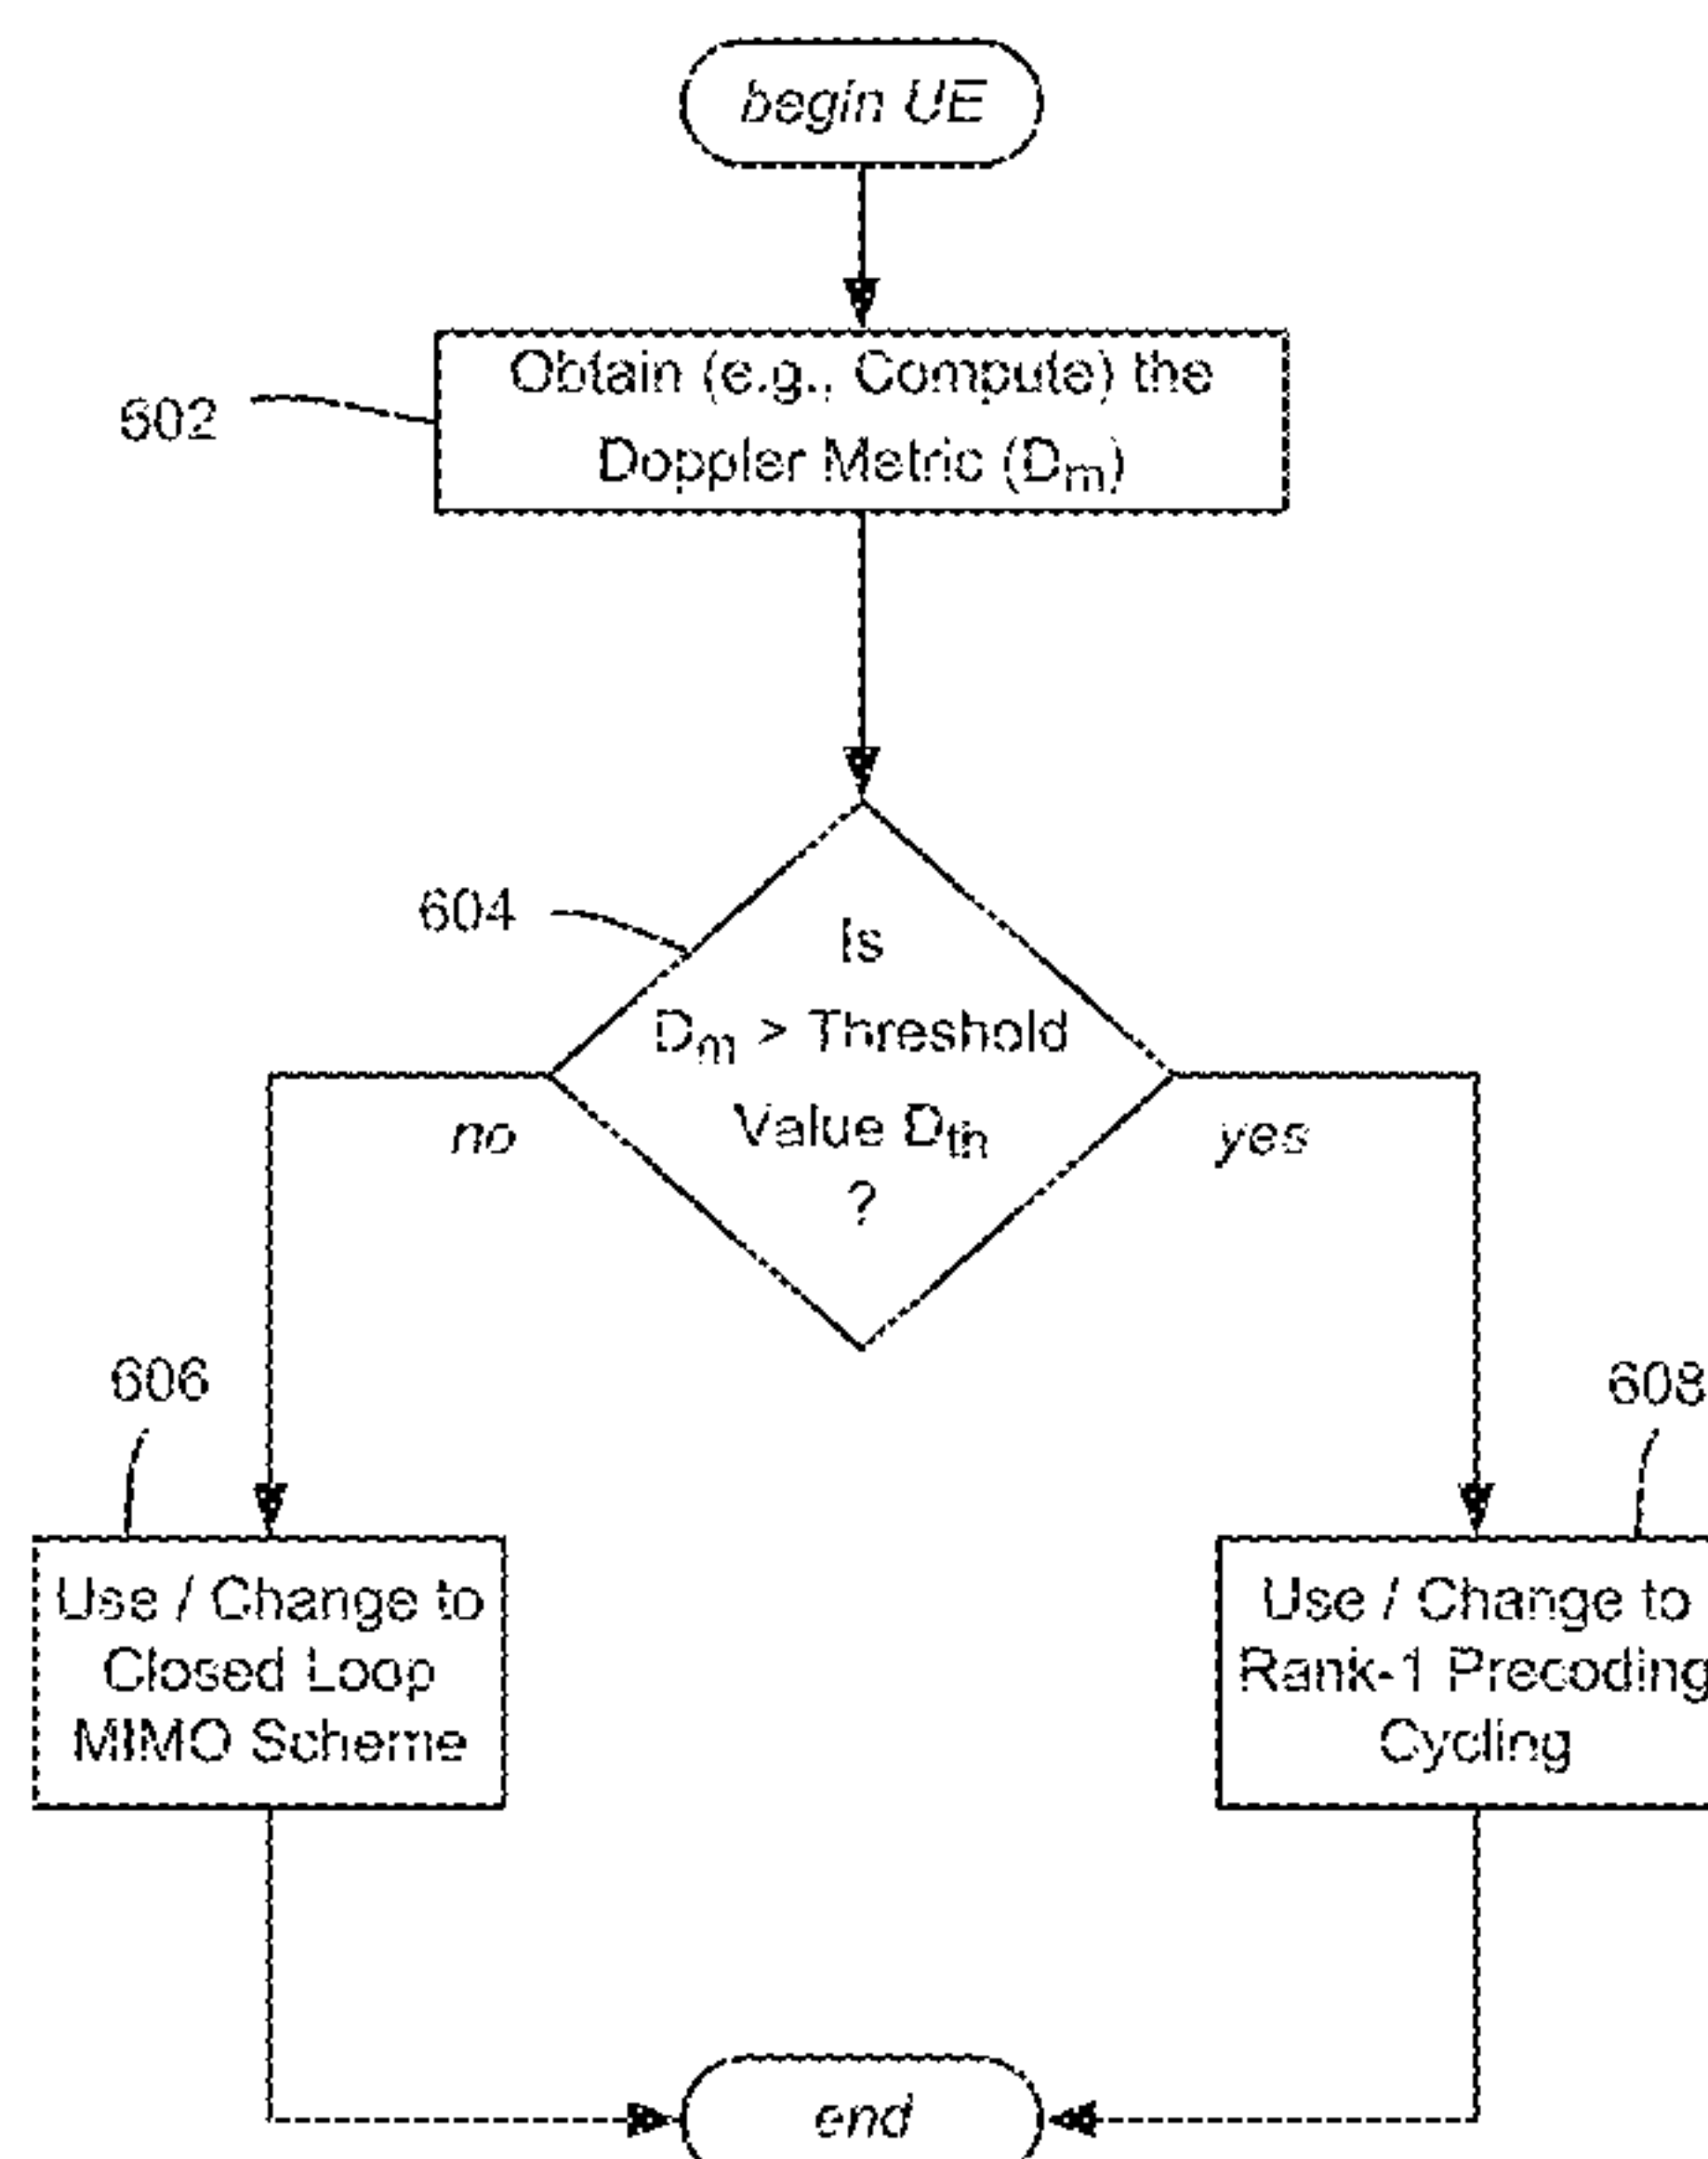 begin UE
602
Obtain (e.g., Compute) the
Doppler Metric (Dm)
604
Is
Dm > Threshold
Value Dth
?
no
yes
606
608
Use / Change to
Closed Loop
MIMO Scheme
Use / Change to
Rank-1 Precoding
Cycling
end